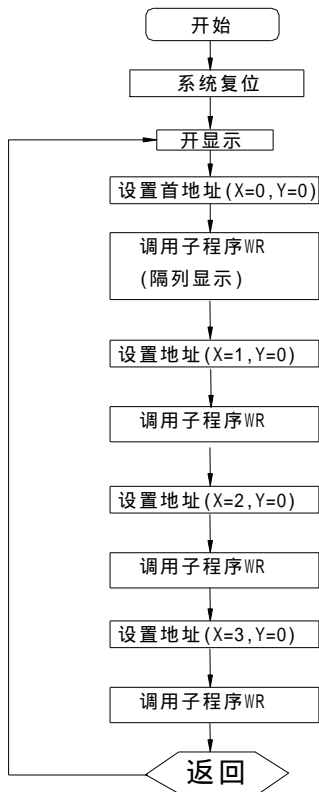 开始
系统复位
开显示
设置首地址(X=0,Y=0)
调用子程序WR
(隔列显示)
设置地址(X=1,Y=0)
调用子程序WR
设置地址(X=2,Y=0)
调用子程序WR
设置地址(X=3,Y=0)
调用子程序WR
返回